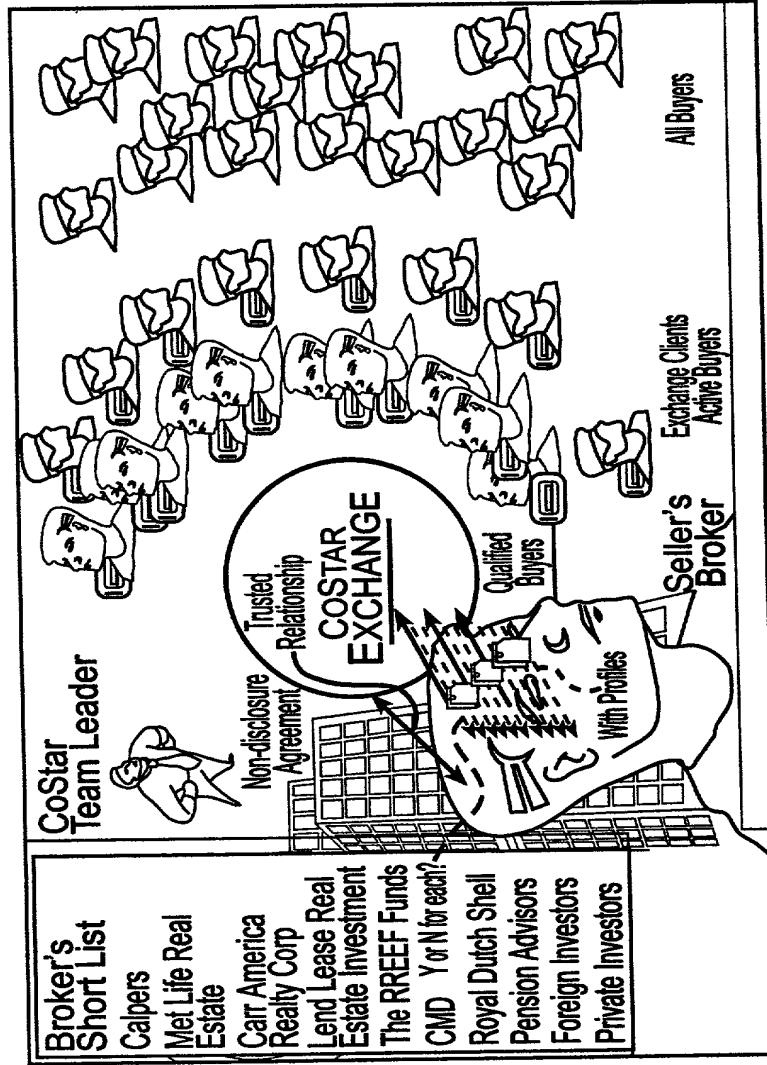 Broker's
Short List
Calpers
Met Life Real
Estate
Carr America
Realty Corp
Lend Lease Real
Estate Investment
The RREEF Funds
CMD Y or N for each?
Royal Dutch Shell
Pension Advisors
Foreign Investors
Private Investors
CoStar
Team Leader
Non-disclosure
Agreement
Trusted
Relationship
COSTAR
EXCHANGE
Qualified
Buyers
With Profiles
Seller's
Broker
Exchange Clients
Active Buyers
All Buyers